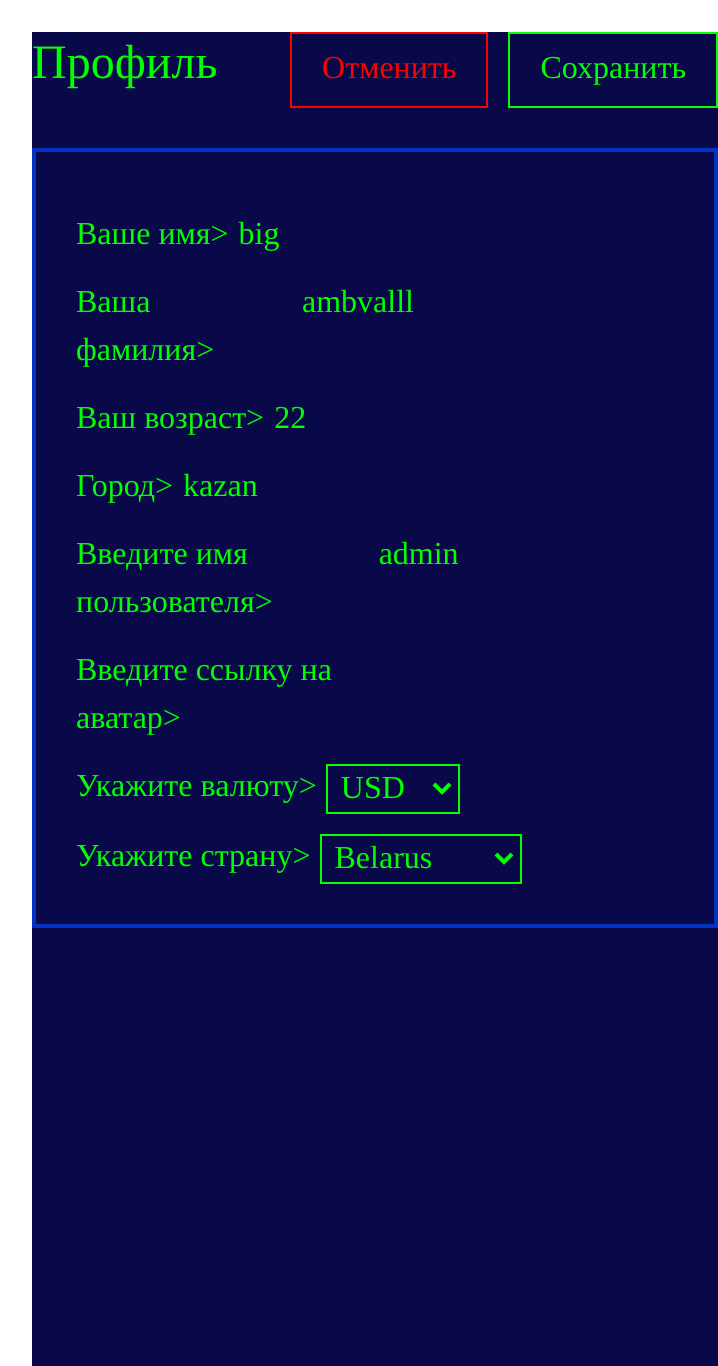 Профиль Отменить Сохранить
Ваше имя> big
Ваша ambvalll
фамилия>
Ваш возраст> 22
Город> kazan
Введите имя admin
пользователя>
Введите ссылку на
аватар>
Укажите валюту> USD
Укажите страну> Belarus